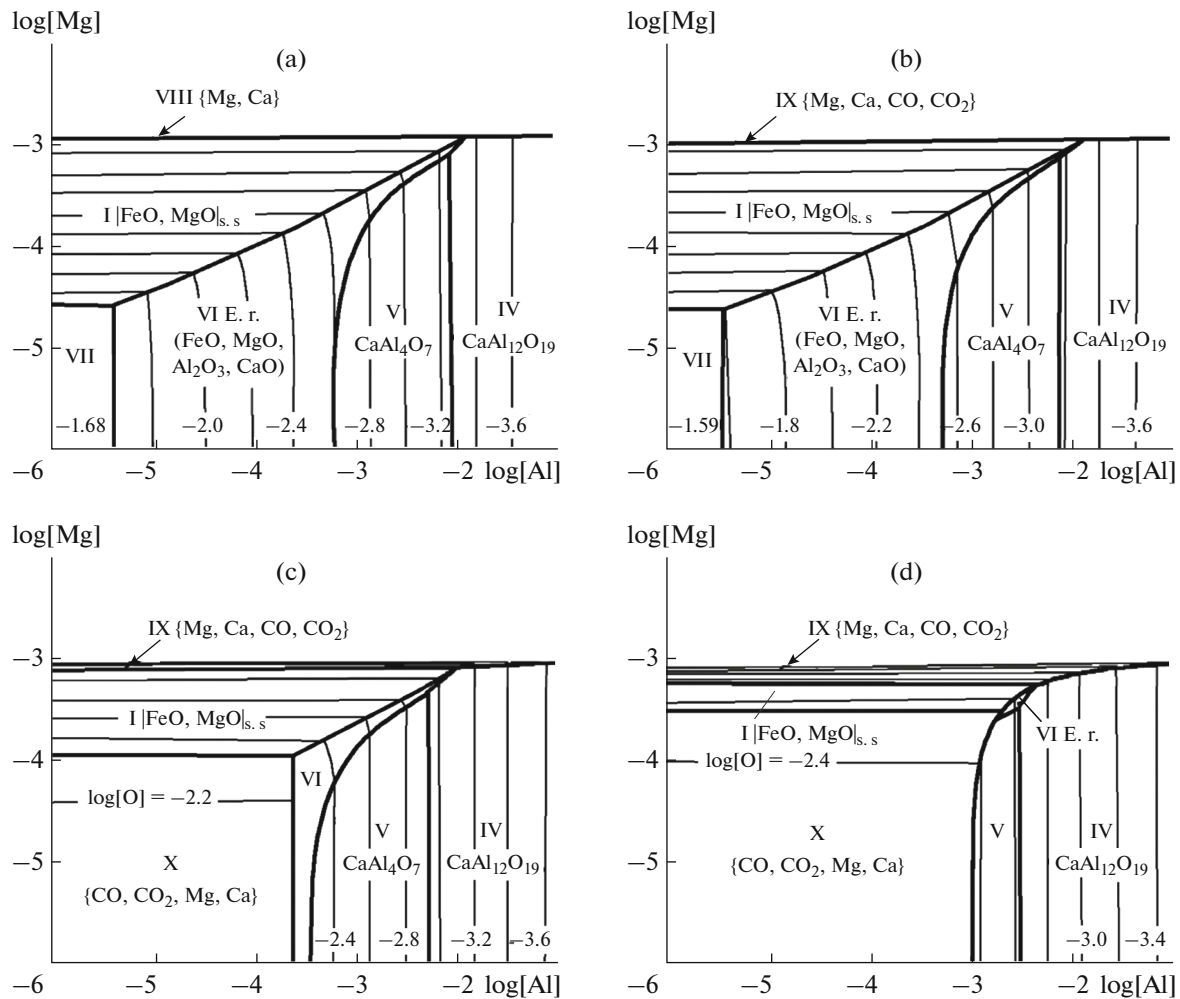 log[Mg]
(a)
VIII {Mg, Ca}
−3
I |FeO, MgO|s. s
−4
VI E. r.
(FeO, MgO,
Al2O3, CaO)
V
CaAl4O7
IV
CaAl12O19
−5
VII
−1.68
−2.0
−2.4
−2.8
−3.2
−3.6
−6
−5
−4
−3
−2
log[Al]
log[Mg]
(b)
IX {Mg, Ca, CO, CO2}
−3
I |FeO, MgO|s. s
−4
VI E. r.
(FeO, MgO,
Al2O3, CaO)
V
CaAl4O7
IV
CaAl12O19
−5
VII
−1.59
−1.8
−2.2
−2.6
−3.0
−3.6
−6
−5
−4
−3
−2
log[Al]
log[Mg]
(c)
IX {Mg, Ca, CO, CO2}
−3
I |FeO, MgO|s. s
−4
VI
log[O] = −2.2
V
CaAl4O7
IV
CaAl12O19
−5
X
{CO, CO2, Mg, Ca}
−2.4
−2.8
−3.2
−3.6
−6
−5
−4
−3
−2
log[Al]
log[Mg]
(d)
IX {Mg, Ca, CO, CO2}
−3
I |FeO, MgO|s. s
VI E. r.
−4
log[O] = −2.4
X
{CO, CO2, Mg, Ca}
V
IV
CaAl12O19
−5
−3.0
−3.4
−6
−5
−4
−3
−2
log[Al]